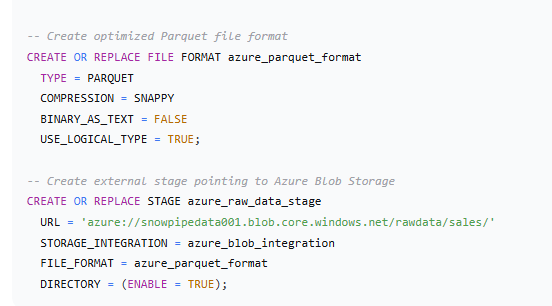 -- Create optimized Parquet file format
CREATE OR REPLACE FILE FORMAT azure_parquet_format
TYPE = PARQUET
COMPRESSION = SNAPPY
BINARY_AS_TEXT = FALSE
USE_LOGICAL_TYPE = TRUE;
-- Create external stage pointing to Azure Blob Storage
CREATE OR REPLACE STAGE azure_raw_data_stage
URL = 'azure://snowpipedata001.blob.core.windows.net/rawdata/sales/'
STORAGE_INTEGRATION = azure_blob_integration
FILE_FORMAT = azure_parquet_format
DIRECTORY = (ENABLE = TRUE);